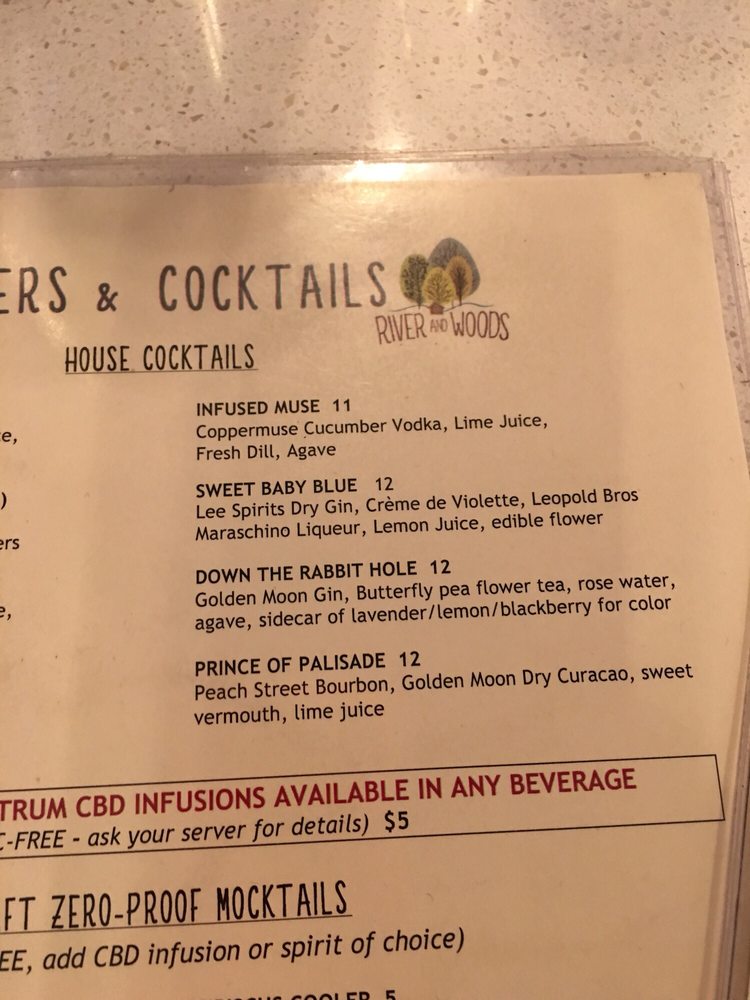 ERS & COCKTAILS
RIVER AND WOODS
HOUSE COCKTAILS
e,
)
ers
e,
INFUSED MUSE 11
Coppermuse Cucumber Vodka, Lime Juice,
Fresh Dill, Agave
SWEET BABY BLUE 12
Lee Spirits Dry Gin, Crème de Violette, Leopold Bros
Maraschino Liqueur, Lemon Juice, edible flower
DOWN THE RABBIT HOLE 12
Golden Moon Gin, Butterfly pea flower tea, rose water,
agave, sidecar of lavender/lemon/blackberry for color
PRINCE OF PALISADE 12
Peach Street Bourbon, Golden Moon Dry Curacao, sweet
vermouth, lime juice
TRUM CBD INFUSIONS AVAILABLE IN ANY BEVERAGE
C-FREE - ask your server for details) $5
FT ZERO-PROOF MOCKTAILS
EE, add CBD infusion or spirit of choice)
COOLER 5